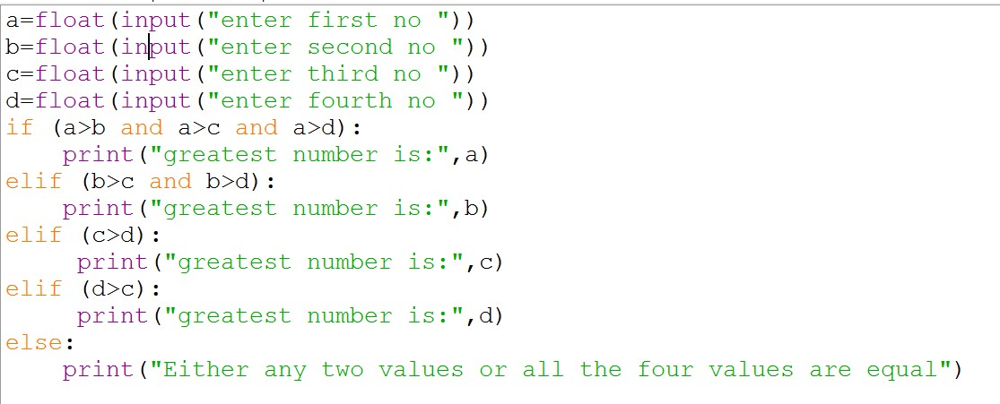 a=float(input("enter first no "))
b=float(input("enter second no "))
c=float(input("enter third no "))
d=float(input("enter fourth no "))
if (a>b and a>c and a>d):
    print("greatest number is:",a)
elif (b>c and b>d):
    print("greatest number is:",b)
elif (c>d):
     print("greatest number is:",c)
elif (d>c):
     print("greatest number is:",d)
else:
    print("Either any two values or all the four values are equal")